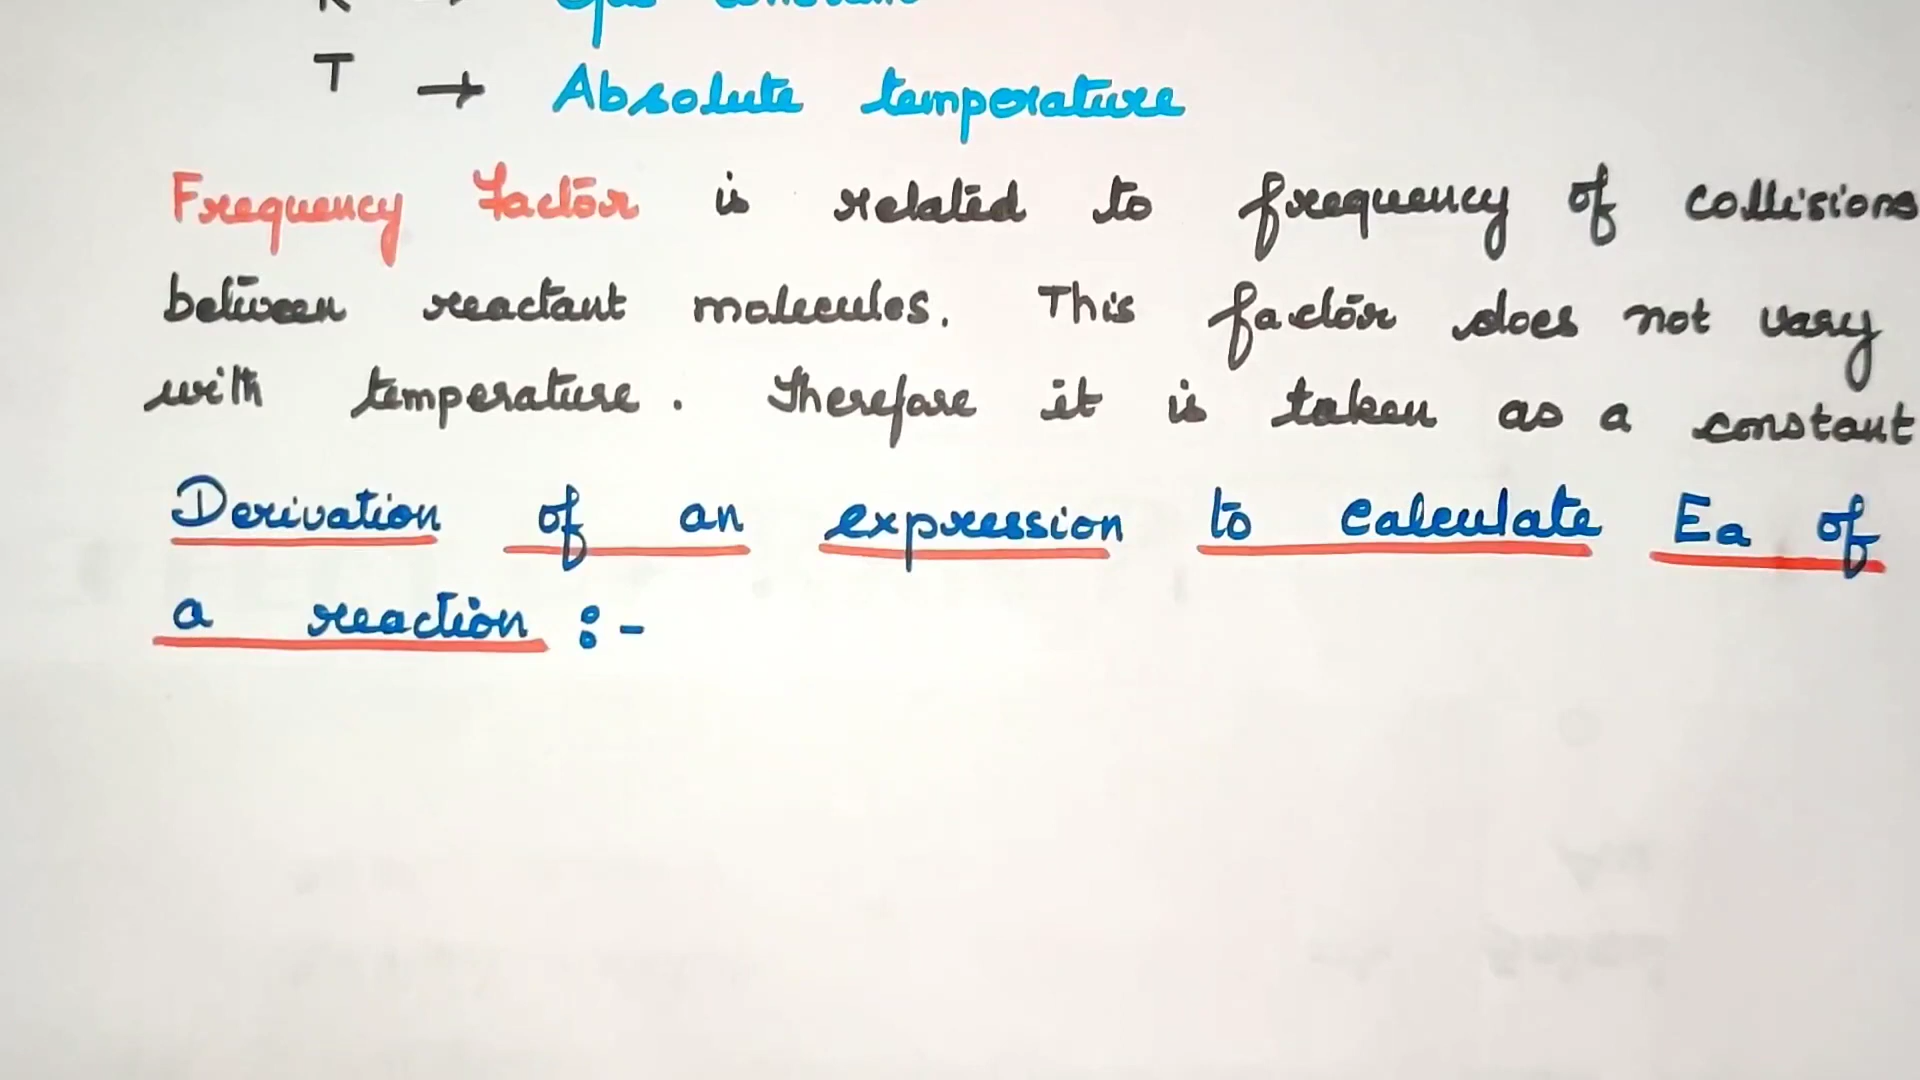 T → Absolute temperature
Frequency Factor is related to frequency of collisions
between reactant molecules. This factor does not vary
with temperature. Therefore it is taken as a constant
Derivation of an expression to calculate Ea of
a reaction :-